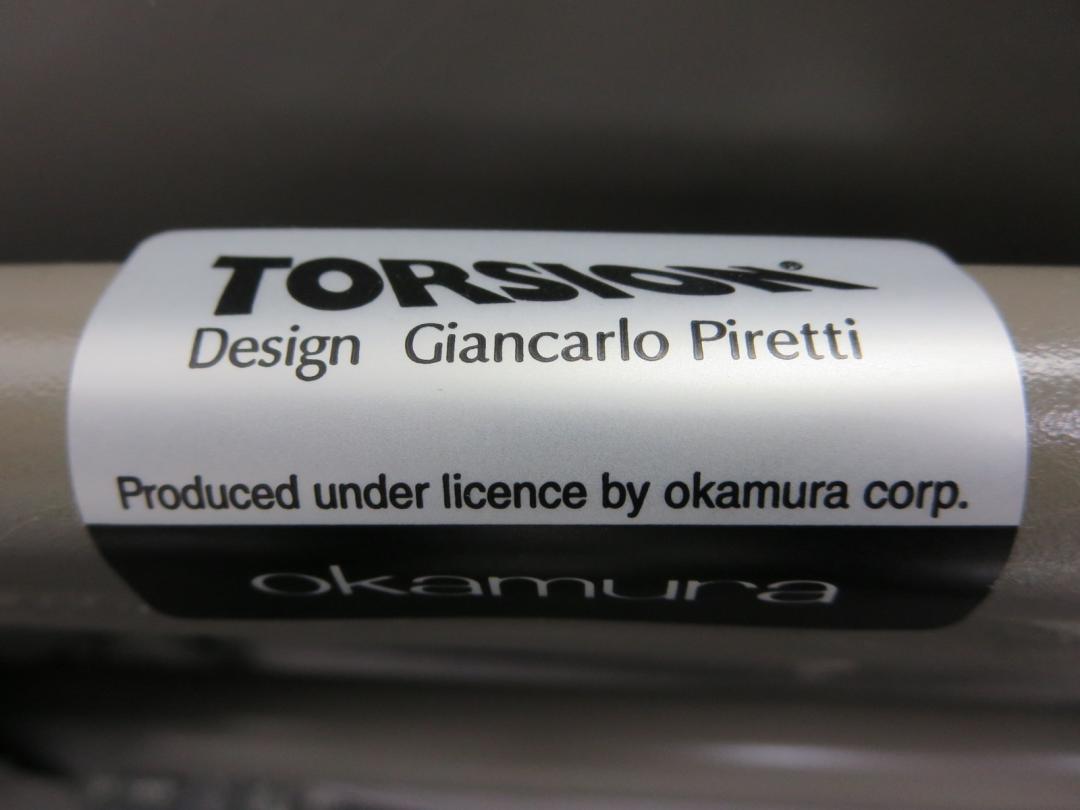 TORSION®
Design Giancarlo Piretti
Produced under licence by okamura corp.
okamura